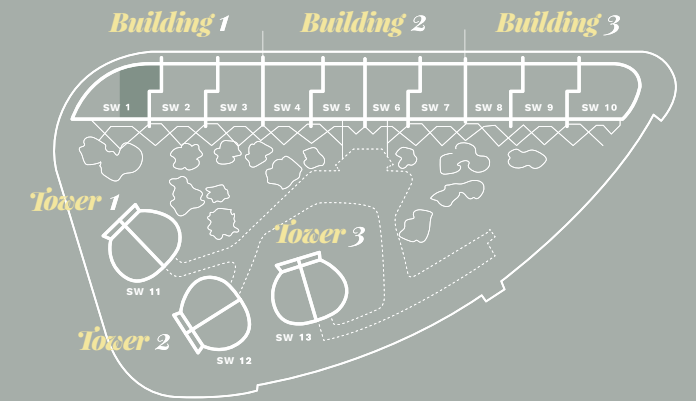 Building 1 Building 2 Building 3
SW 1 SW 2 SW 3 SW 4 SW 5 SW 6 SW 7 SW 8 SW 9 SW 10
Tower 1
Tower 3
SW 11
SW 13
Tower 2
SW 12